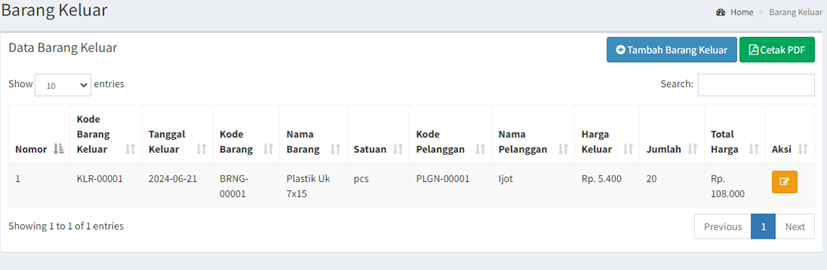 Barang Keluar
Home > Barang Keluar
Data Barang Keluar
Tambah Barang Keluar
Cetak PDF
Show 10 entries
Search:
Nomor
Kode Barang Keluar
Tanggal Keluar
Kode Barang
Nama Barang
Satuan
Kode Pelanggan
Nama Pelanggan
Harga Keluar
Jumlah
Total Harga
Aksi
1
KLR-00001
2024-06-21
BRNG-00001
Plastik Uk 7x15
pcs
PLGN-00001
Ijot
Rp. 5.400
20
Rp. 108.000
Showing 1 to 1 of 1 entries
Previous 1 Next